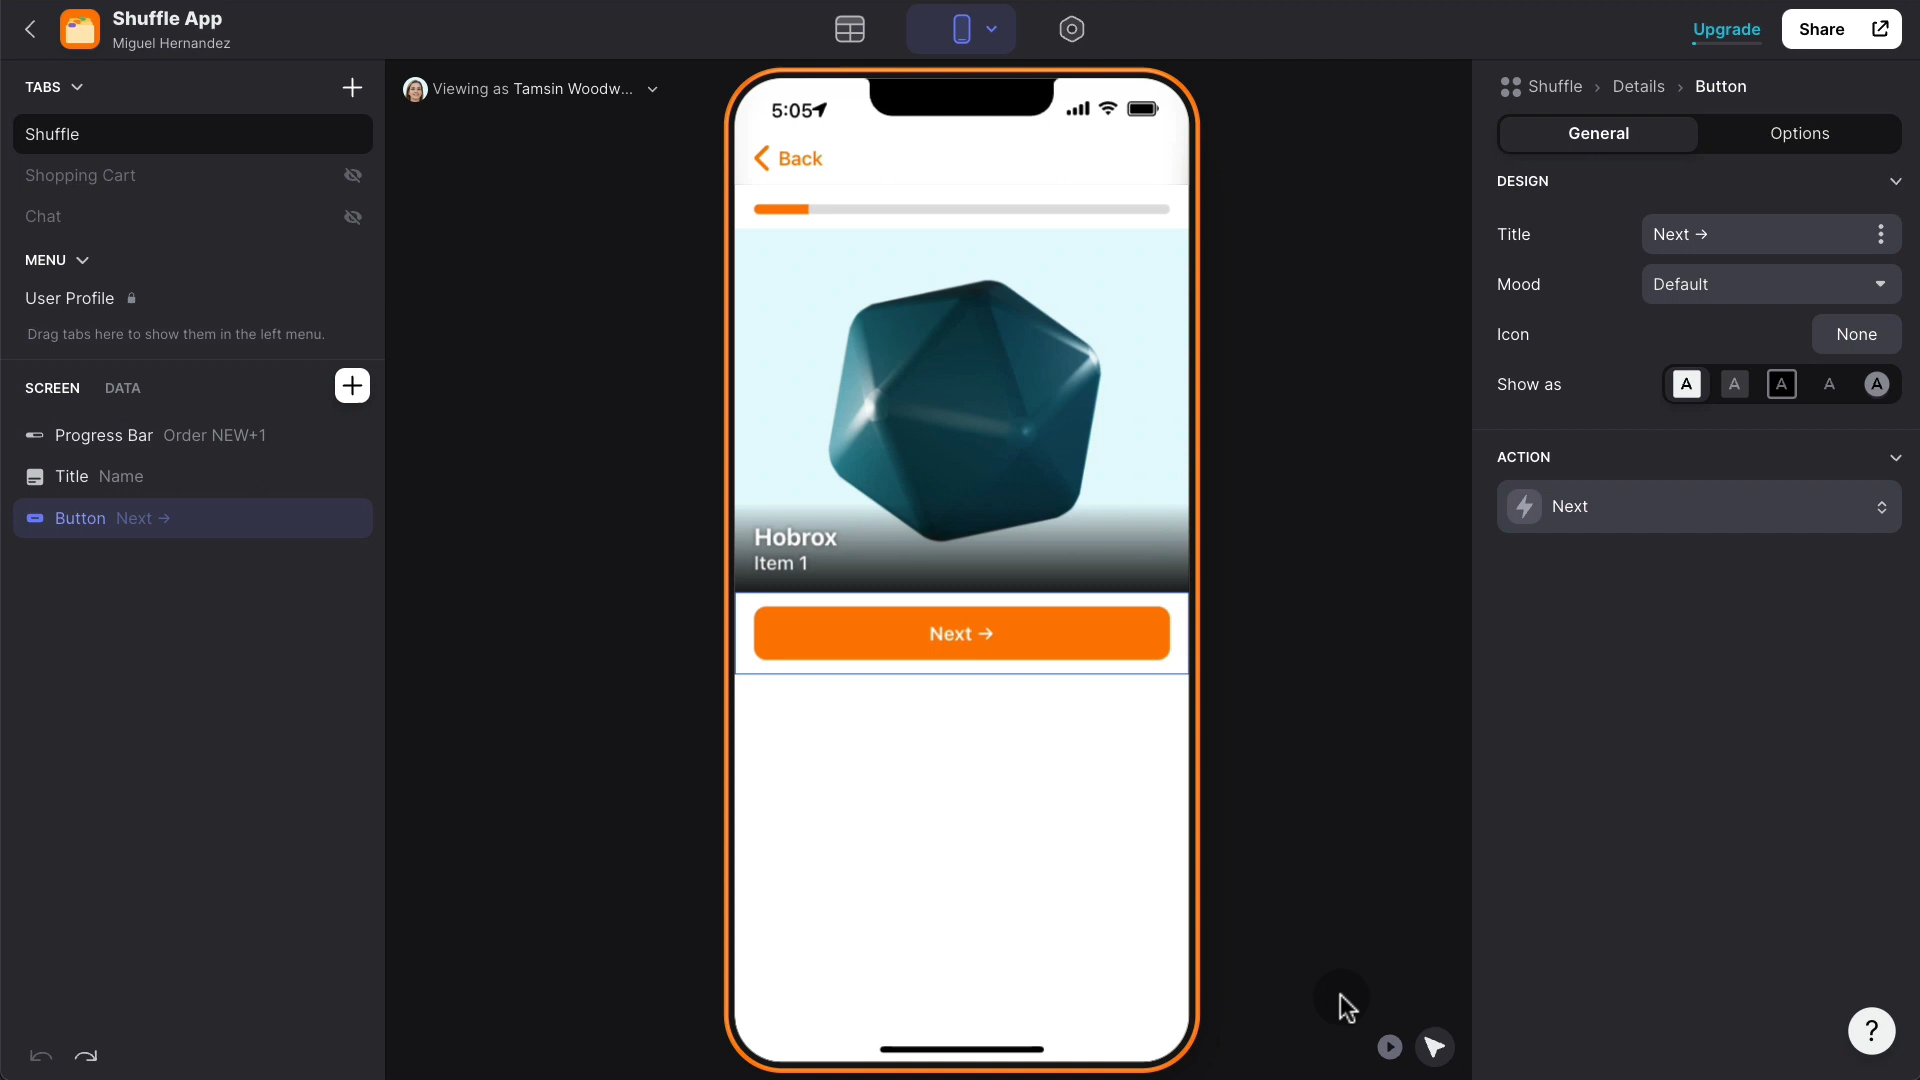 Shuffle App
Miguel Hernandez
Upgrade
Share
TABS
Shuffle
Shopping Cart
Chat
MENU
User Profile
Drag tabs here to show them in the left menu.
SCREEN DATA
Progress Bar Order NEW+1
Title Name
Button Next →
Viewing as Tamsin Woodw...
5:05
Back
Hobrox
Item 1
Next →
Shuffle › Details › Button
General Options
DESIGN
Title Next →
Mood Default
Icon None
Show as A A A A A
ACTION
Next
?